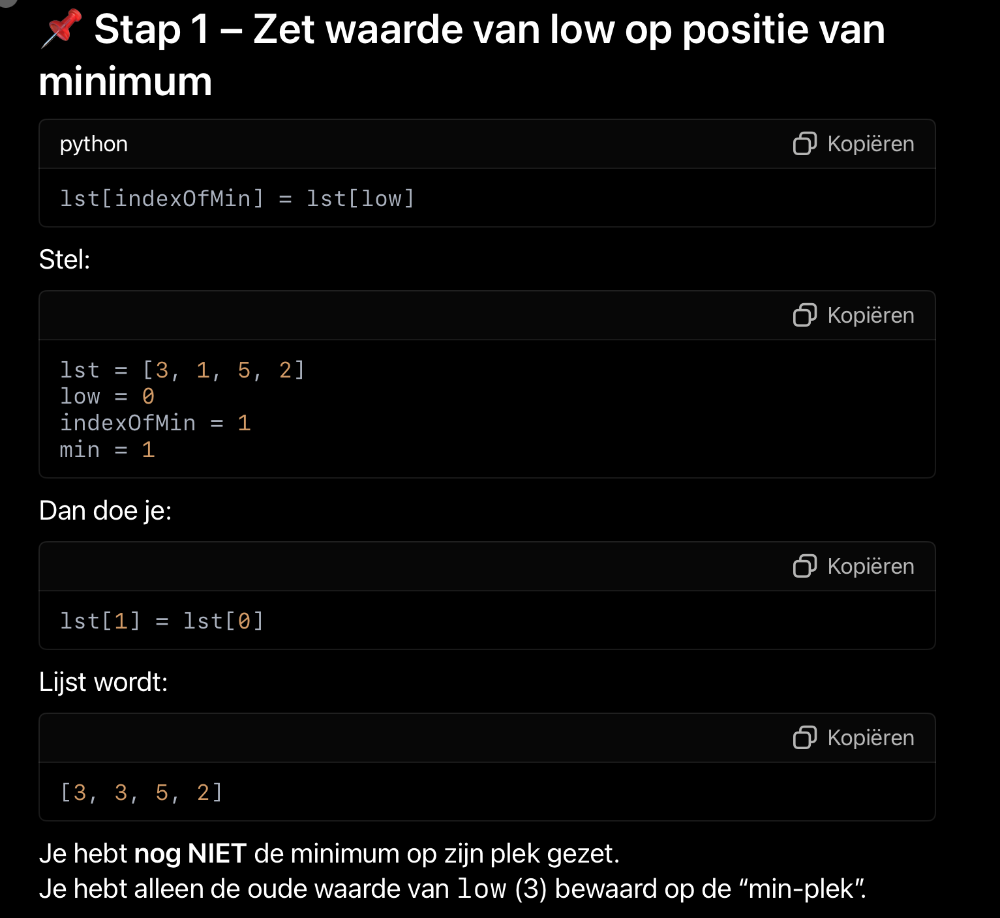 📌 Stap 1 – Zet waarde van low op positie van
minimum
python
Kopiëren
lst[indexOfMin] = lst[low]
Stel:
Kopiëren
lst = [3, 1, 5, 2]
low = 0
indexOfMin = 1
min = 1
Dan doe je:
Kopiëren
lst[1] = lst[0]
Lijst wordt:
Kopiëren
[3, 3, 5, 2]
Je hebt nog NIET de minimum op zijn plek gezet.
Je hebt alleen de oude waarde van low (3) bewaard op de “min-plek”.